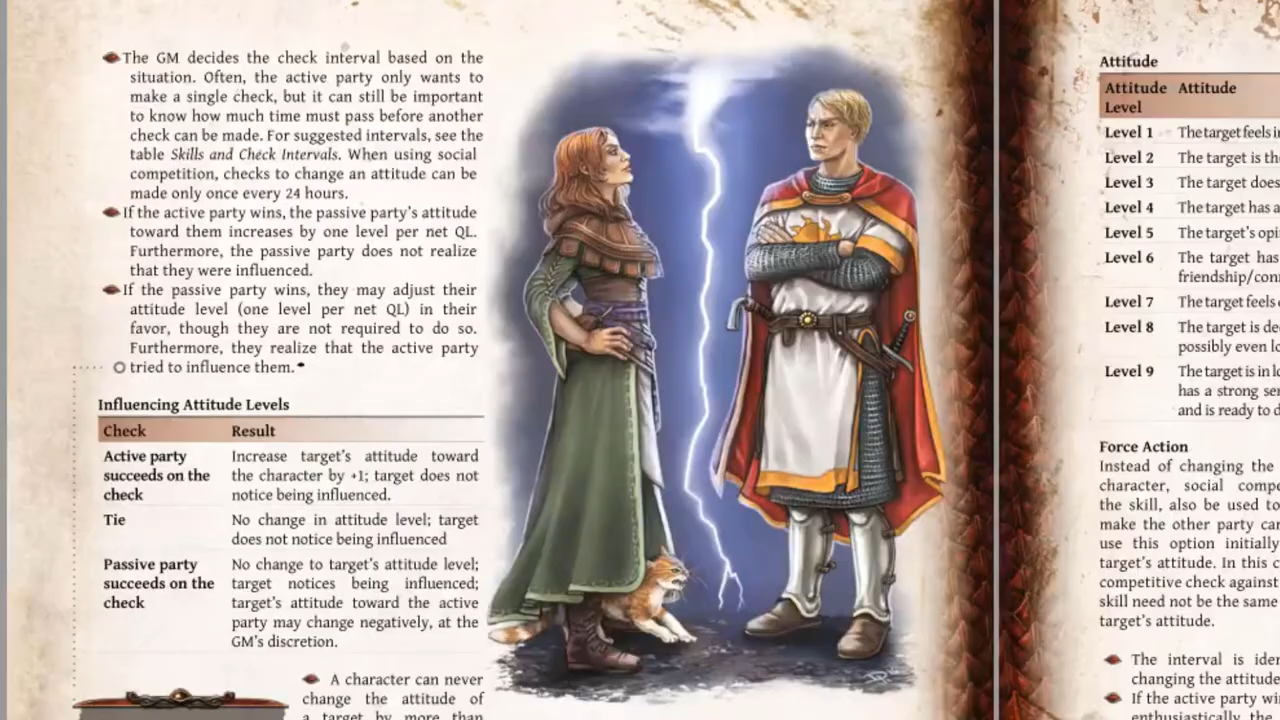 The GM decides the check interval based on the
situation. Often, the active party only wants to
make a single check, but it can still be important
to know how much time must pass before another
check can be made. For suggested intervals, see the
table Skills and Check Intervals. When using social
competition, checks to change an attitude can be
made only once every 24 hours.
If the active party wins, the passive party's attitude
toward them increases by one level per net QL.
Furthermore, the passive party does not realize
that they were influenced.
If the passive party wins, they may adjust their
attitude level (one level per net QL) in their
favor, though they are not required to do so.
Furthermore, they realize that the active party
tried to influence them.
Influencing Attitude Levels
Check Result
Active party succeeds on the check
Increase target's attitude toward
the character by +1; target does not
notice being influenced.
Tie
No change in attitude level; target
does not notice being influenced
Passive party succeeds on the check
No change to target's attitude level;
target notices being influenced;
target's attitude toward the active
party may change negatively, at the
GM's discretion.
A character can never
change the attitude of
a target by more than
Attitude
Attitude Level Attitude
Level 1 The target feels
Level 2 The target is
Level 3 The target does
Level 4 The target has a
Level 5 The target's
Level 6 The target has
friendship/
Level 7 The target feels
Level 8 The target is
possibly even
Level 9 The target is in
has a strong
and is ready to
Force Action
Instead of changing the
character, social
the skill, also be used to
make the other party
use this option initially
target's attitude. In this
competitive check against
skill need not be the same
target's attitude.
The interval is
changing the attitude
If the active party
enthusiastically, the